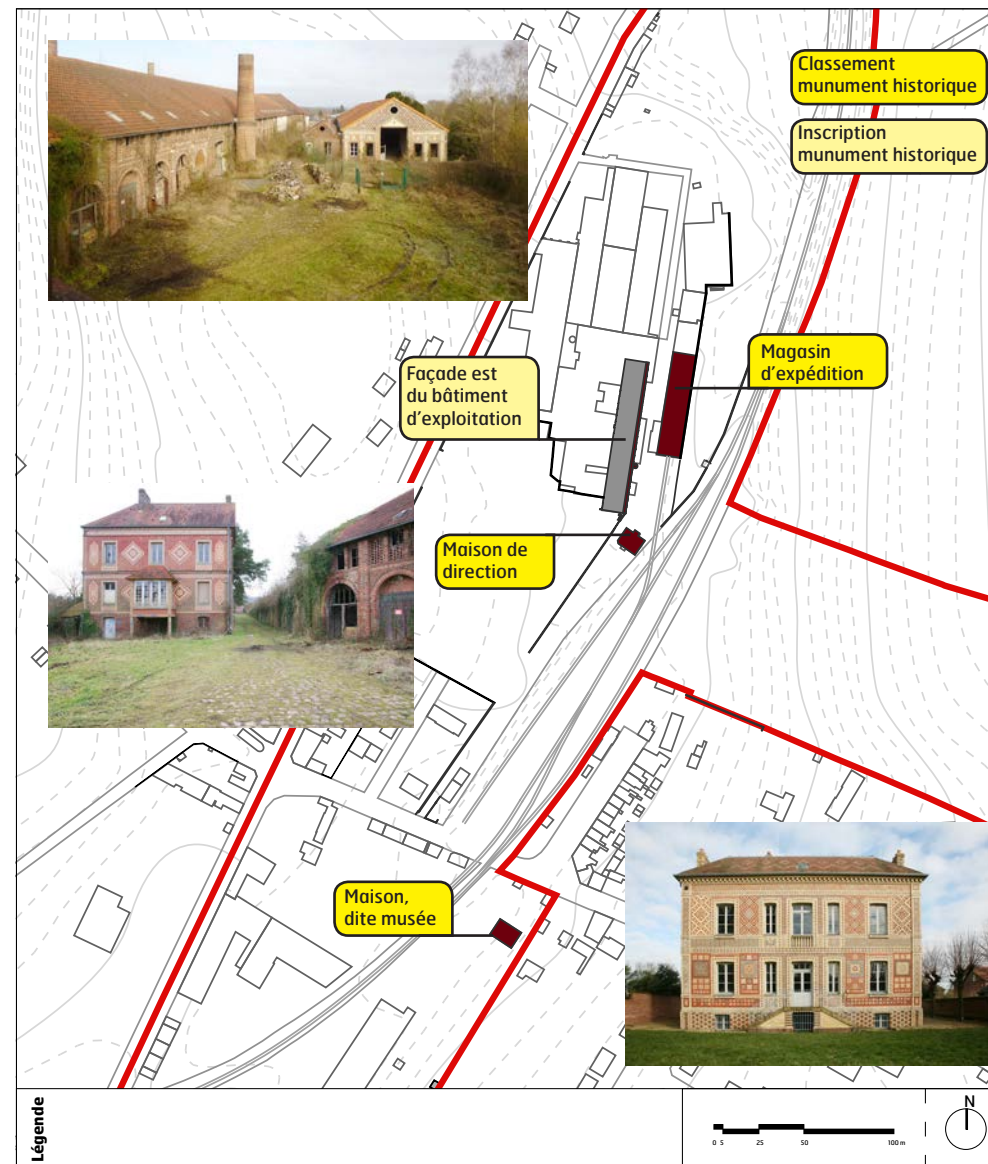 Classement
munument historique
Inscription
munument historique
Magasin
d'expédition
Façade est
du bâtiment
d'exploitation
Maison de
direction
Maison,
dite musée
Légende
0 5 25 50 100 m
N